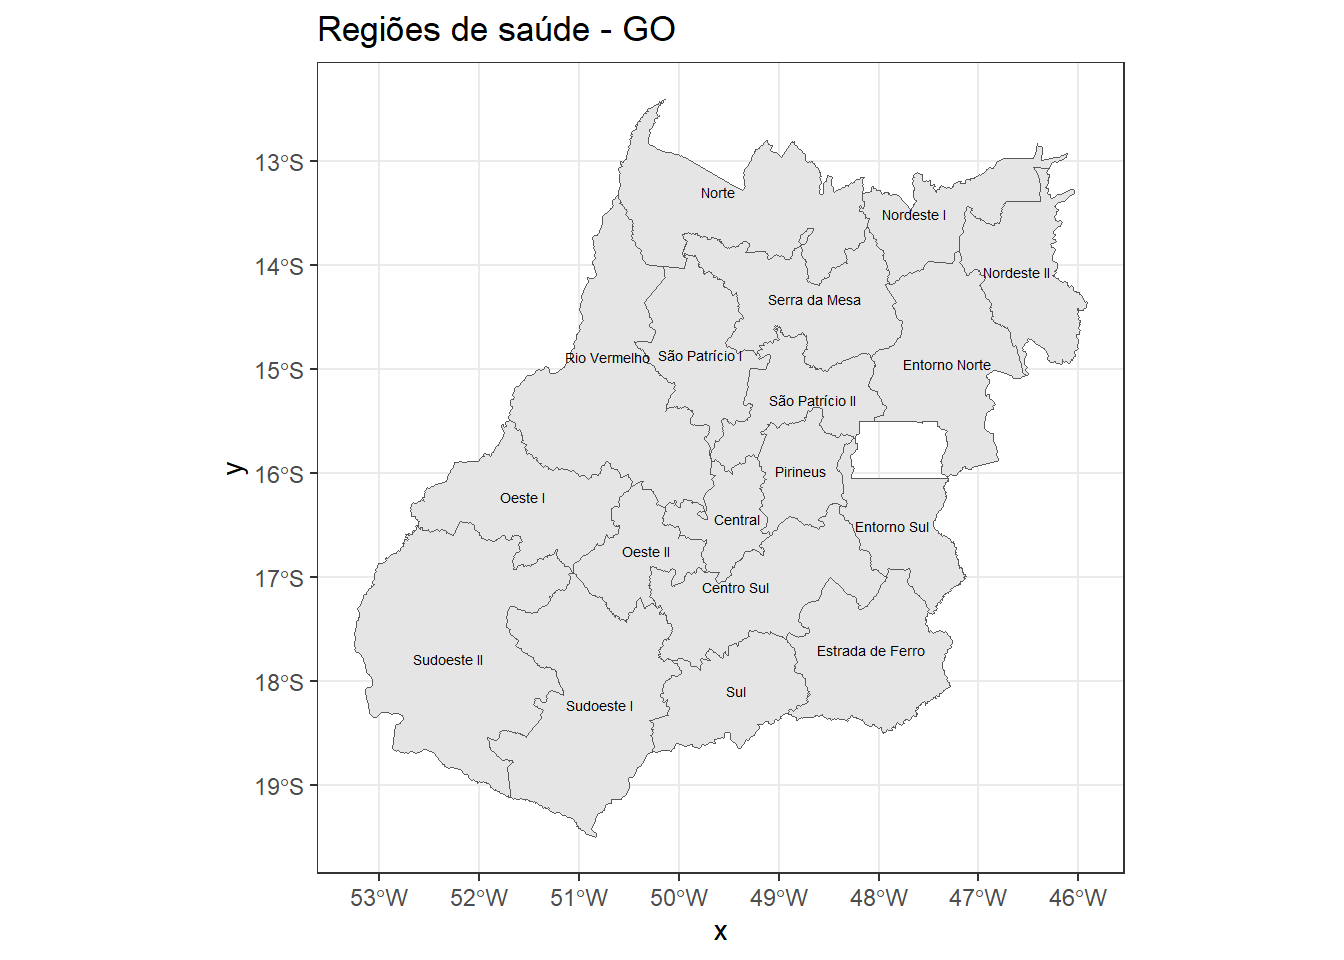 Regiões de saúde - GO
13°S
14°S
15°S
16°S
17°S
18°S
19°S
y
Norte
Nordeste I
Nordeste II
Serra da Mesa
Rio Vermelho
São Patrício I
Entorno Norte
São Patrício II
Pirineus
Oeste I
Central
Entorno Sul
Oeste II
Centro Sul
Estrada de Ferro
Sudoeste II
Sul
Sudoeste I
53°W
52°W
51°W
50°W
49°W
48°W
47°W
46°W
x